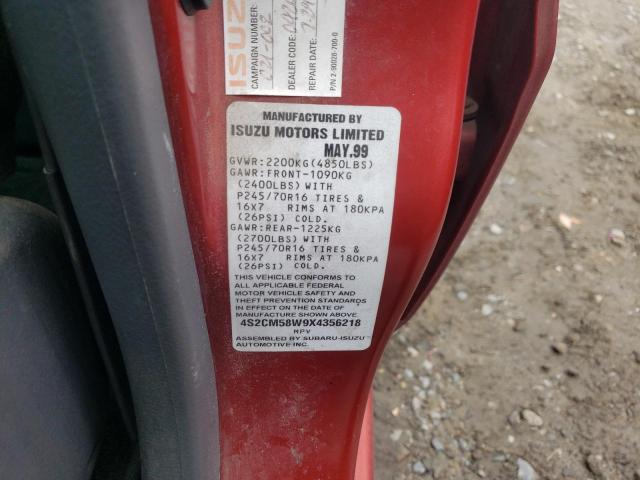 ISUZU
CAMPAIGN NUMBER:
DEALER CODE:
REPAIR DATE:
P/N 2-90026-700-0
MANUFACTURED BY
ISUZU MOTORS LIMITED
MAY.99
GVWR:2200KG(4850LBS)
GAWR:FRONT-1090KG
(2400LBS) WITH
P245/70R16 TIRES &
16X7 RIMS AT 180KPA
(26PSI) COLD.
GAWR:REAR-1225KG
(2700LBS) WITH
P245/70R16 TIRES &
16X7 RIMS AT 180KPA
(26PSI) COLD.
THIS VEHICLE CONFORMS TO
ALL APPLICABLE FEDERAL
MOTOR VEHICLE SAFETY AND
THEFT PREVENTION STANDARDS
IN EFFECT ON THE DATE OF
MANUFACTURE SHOWN ABOVE.
4S2CM58W9X4356218
MPV
ASSEMBLED BY SUBARU-ISUZU
AUTOMOTIVE INC.